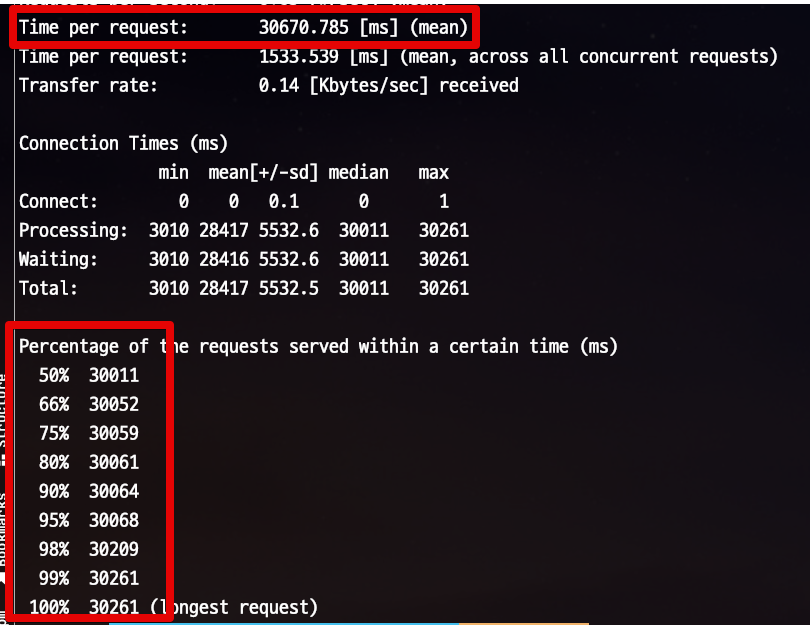 Time per request:       30670.785 [ms] (mean)
Time per request:       1533.539 [ms] (mean, across all concurrent requests)
Transfer rate:          0.14 [Kbytes/sec] received
Connection Times (ms)
              min  mean[+/-sd] median   max
Connect:        0    0   0.1      0       1
Processing:  3010 28417 5532.6  30011   30261
Waiting:     3010 28416 5532.6  30011   30261
Total:       3010 28417 5532.5  30011   30261
Percentage of the requests served within a certain time (ms)
  50%  30011
  66%  30052
  75%  30059
  80%  30061
  90%  30064
  95%  30068
  98%  30209
  99%  30261
 100%  30261 (longest request)
Structure
Bookmarks